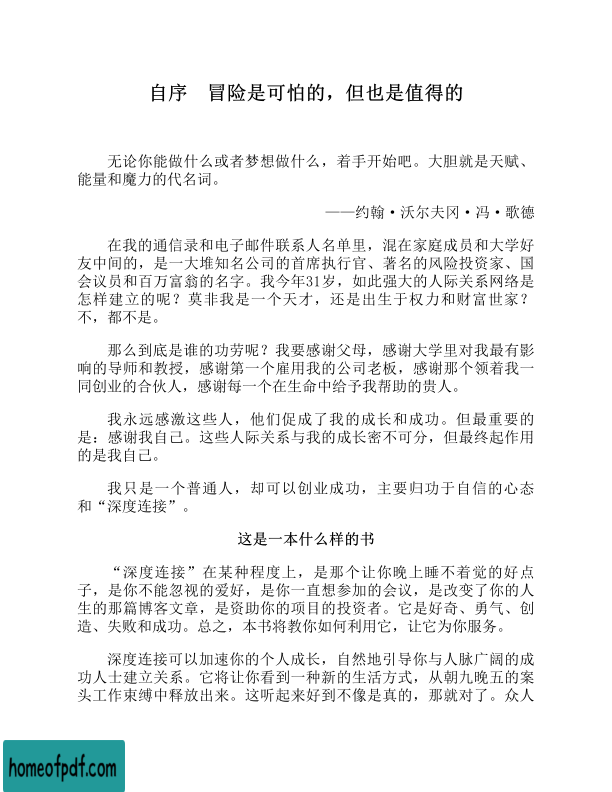 自序　冒险是可怕的，但也是值得的
无论你能做什么或者梦想做什么，着手开始吧。大胆就是天赋、
能量和魔力的代名词。
——约翰·沃尔夫冈·冯·歌德
在我的通信录和电子邮件联系人名单里，混在家庭成员和大学好
友中间的，是一大堆知名公司的首席执行官、著名的风险投资家、国
会议员和百万富翁的名字。我今年31岁，如此强大的人际关系网络是
怎样建立的呢？莫非我是一个天才，还是出生于权力和财富世家？
不，都不是。
那么到底是谁的功劳呢？我要感谢父母，感谢大学里对我最有影
响的导师和教授，感谢第一个雇用我的公司老板，感谢那个领着我一
同创业的合伙人，感谢每一个在生命中给予我帮助的贵人。
我永远感激这些人，他们促成了我的成长和成功。但最重要的
是：感谢我自己。这些人际关系与我的成长密不可分，但最终起作用
的是我自己。
我只是一个普通人，却可以创业成功，主要归功于自信的心态
和“深度连接”。
这是一本什么样的书
“深度连接”在某种程度上，是那个让你晚上睡不着觉的好点
子，是你不能忽视的爱好，是你一直想参加的会议，是改变了你的人
生的那篇博客文章，是资助你的项目的投资者。它是好奇、勇气、创
造、失败和成功。总之，本书将教你如何利用它，让它为你服务。
深度连接可以加速你的个人成长，自然地引导你与人脉广阔的成
功人士建立关系。它将让你看到一种新的生活方式，从朝九晚五的案
头工作束缚中释放出来。这听起来好到不像是真的，那就对了。众人
homeofpdf.com